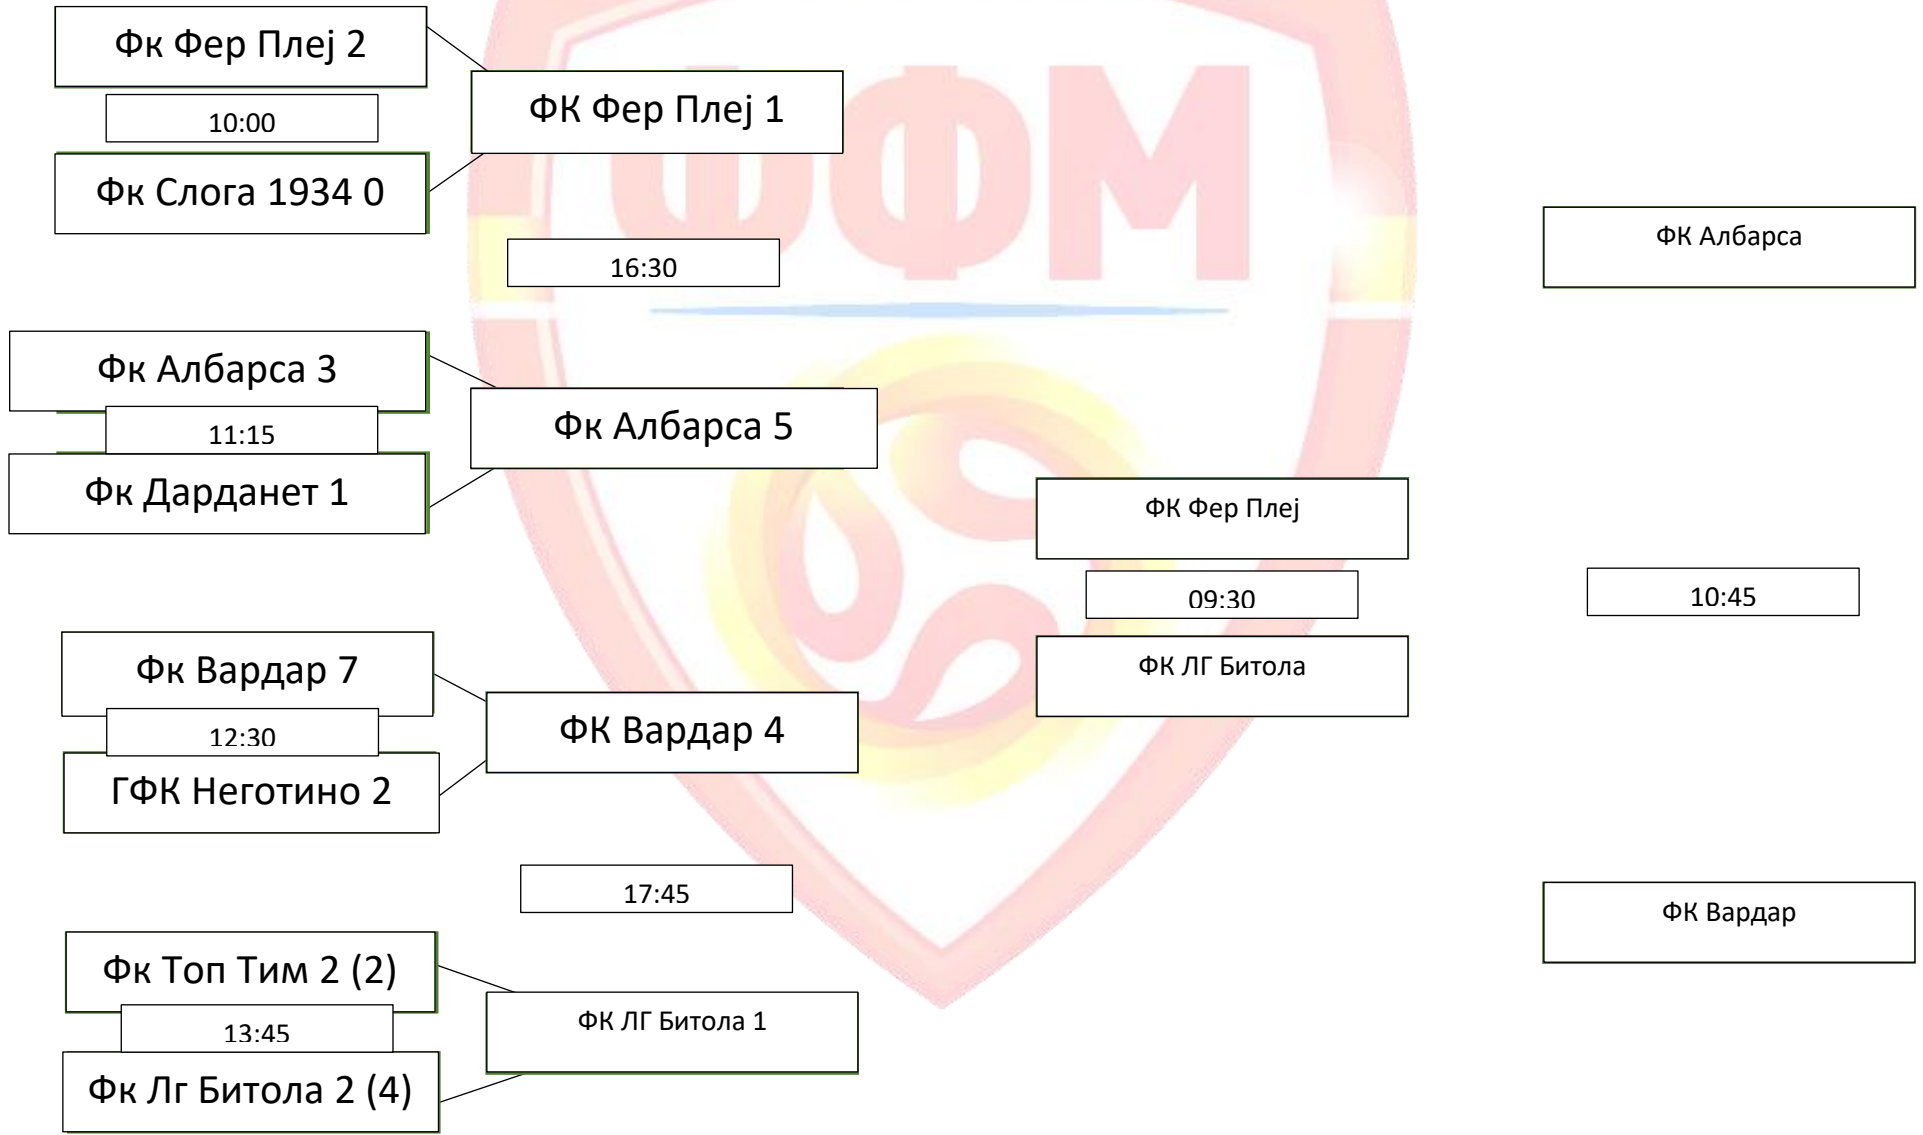 Фк Фер Плеј 2
10:00
Фк Слога 1934 0
ФК Фер Плеј 1
16:30
Фк Албарса 3
11:15
Фк Дарданет 1
Фк Албарса 5
Фк Вардар 7
12:30
ГФК Неготино 2
ФК Вардар 4
17:45
Фк Топ Тим 2 (2)
13:45
Фк Лг Битола 2 (4)
ФК ЛГ Битола 1
ФК Фер Плеј
09:30
ФК ЛГ Битола
ФК Албарса
10:45
ФК Вардар
ФФМ